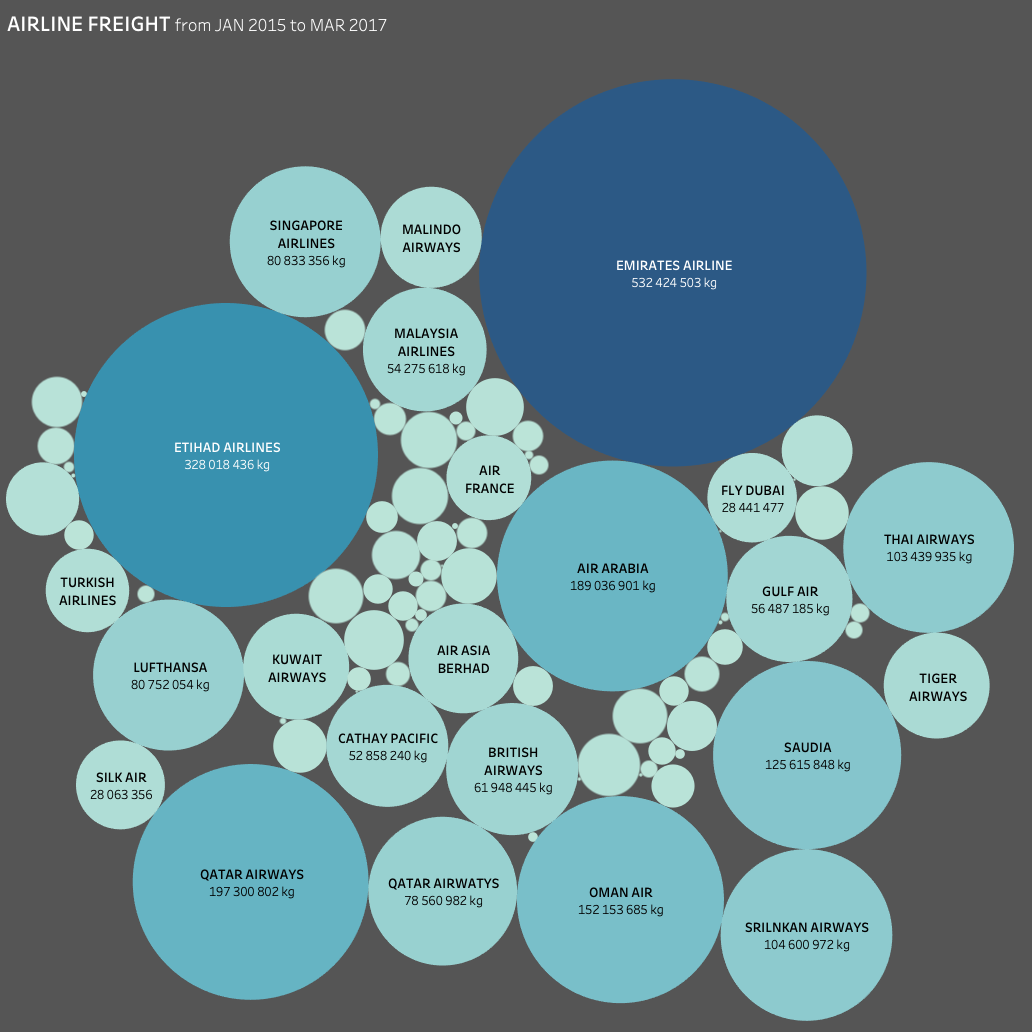 AIRLINE FREIGHT from JAN 2015 to MAR 2017
SINGAPORE
AIRLINES
80 833 356 kg
MALINDO
AIRWAYS
EMIRATES AIRLINE
532 424 503 kg
MALAYSIA
AIRLINES
54 275 618 kg
ETIHAD AIRLINES
328 018 436 kg
AIR
FRANCE
FLY DUBAI
28 441 477
THAI AIRWAYS
103 439 935 kg
AIR ARABIA
189 036 901 kg
GULF AIR
56 487 185 kg
TURKISH
AIRLINES
LUFTHANSA
80 752 054 kg
KUWAIT
AIRWAYS
AIR ASIA
BERHAD
TIGER
AIRWAYS
CATHAY PACIFIC
52 858 240 kg
BRITISH
AIRWAYS
61 948 445 kg
SAUDIA
125 615 848 kg
SILK AIR
28 063 356
QATAR AIRWAYS
197 300 802 kg
QATAR AIRWATYS
78 560 982 kg
OMAN AIR
152 153 685 kg
SRILNKAN AIRWAYS
104 600 972 kg